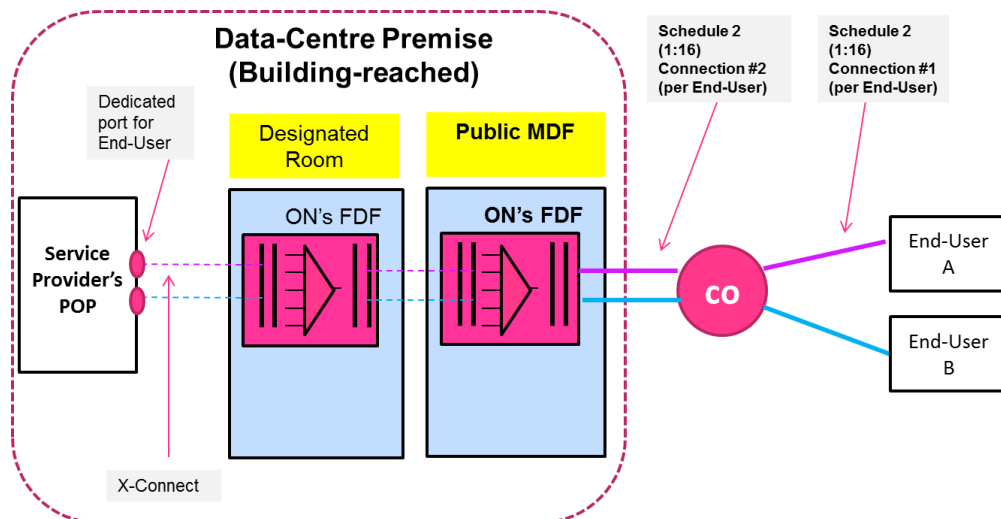 Data-Centre Premise
(Building-reached)
Schedule 2
(1:16)
Connection #2
(per End-User)
Schedule 2
(1:16)
Connection #1
(per End-User)
Dedicated
port for
End-User
Designated
Room
Public MDF
ON's FDF
ON's FDF
Service
Provider's
POP
CO
End-User
A
End-User
B
X-Connect